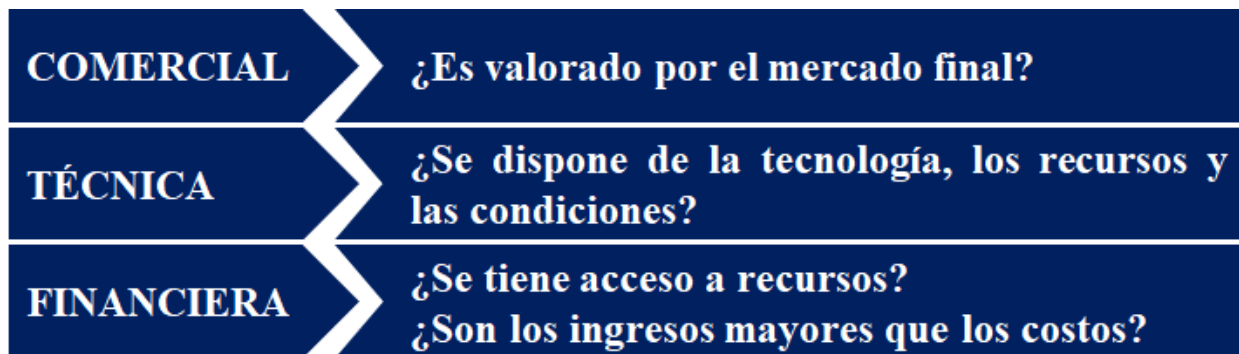 COMERCIAL
¿Es valorado por el mercado final?
TÉCNICA
¿Se dispone de la tecnología, los recursos y
las condiciones?
FINANCIERA
¿Se tiene acceso a recursos?
¿Son los ingresos mayores que los costos?